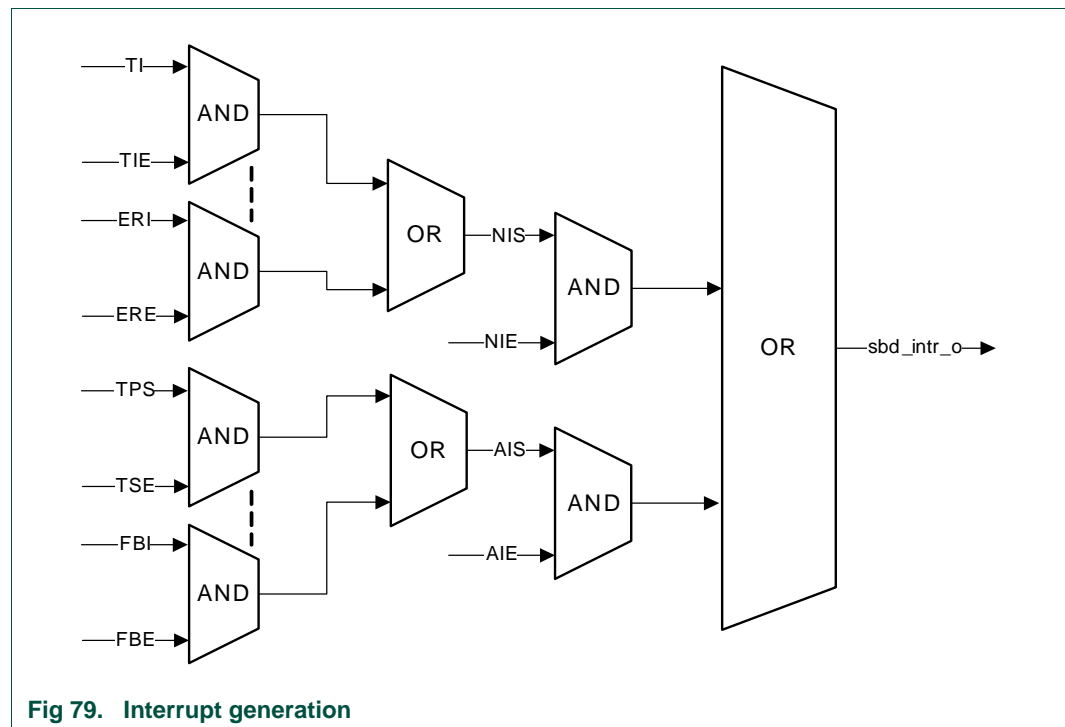 TI
AND
TIE
ERI
AND
ERE
OR
NIS
AND
NIE
TPS
AND
TSE
FBI
AND
FBE
OR
AIS
AND
AIE
OR
sbd_intr_o
Fig 79. Interrupt generation